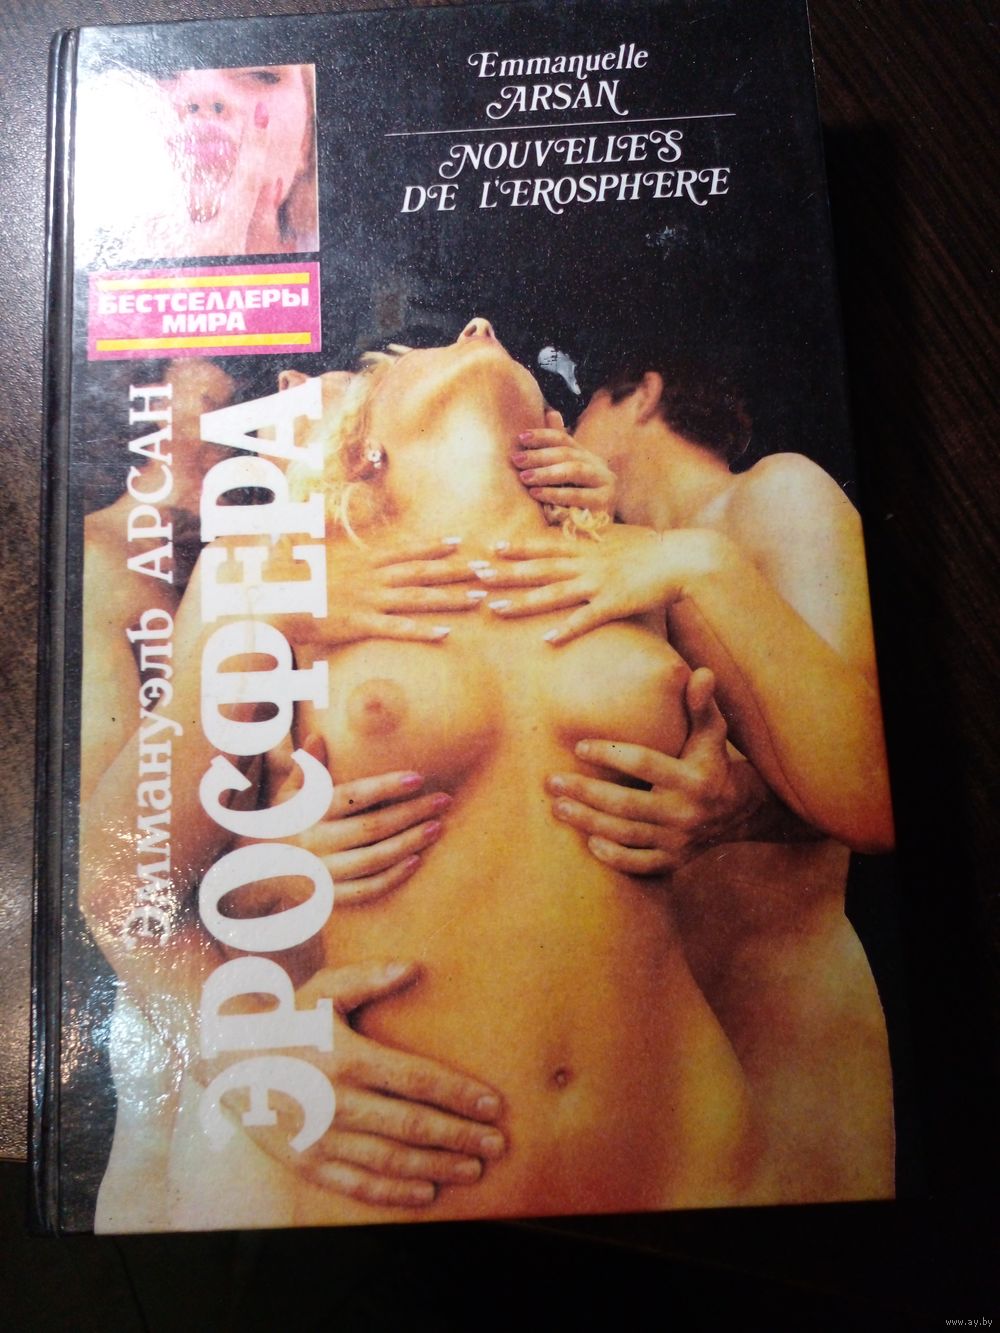 Emmanuelle
ARSAN
NOUVELLES
DE L'EROSPHERE
БЕСТСЕЛЛЕРЫ
МИРА
Эммануэль АРСАН
ЭРОСФЕРА
www.ay.by